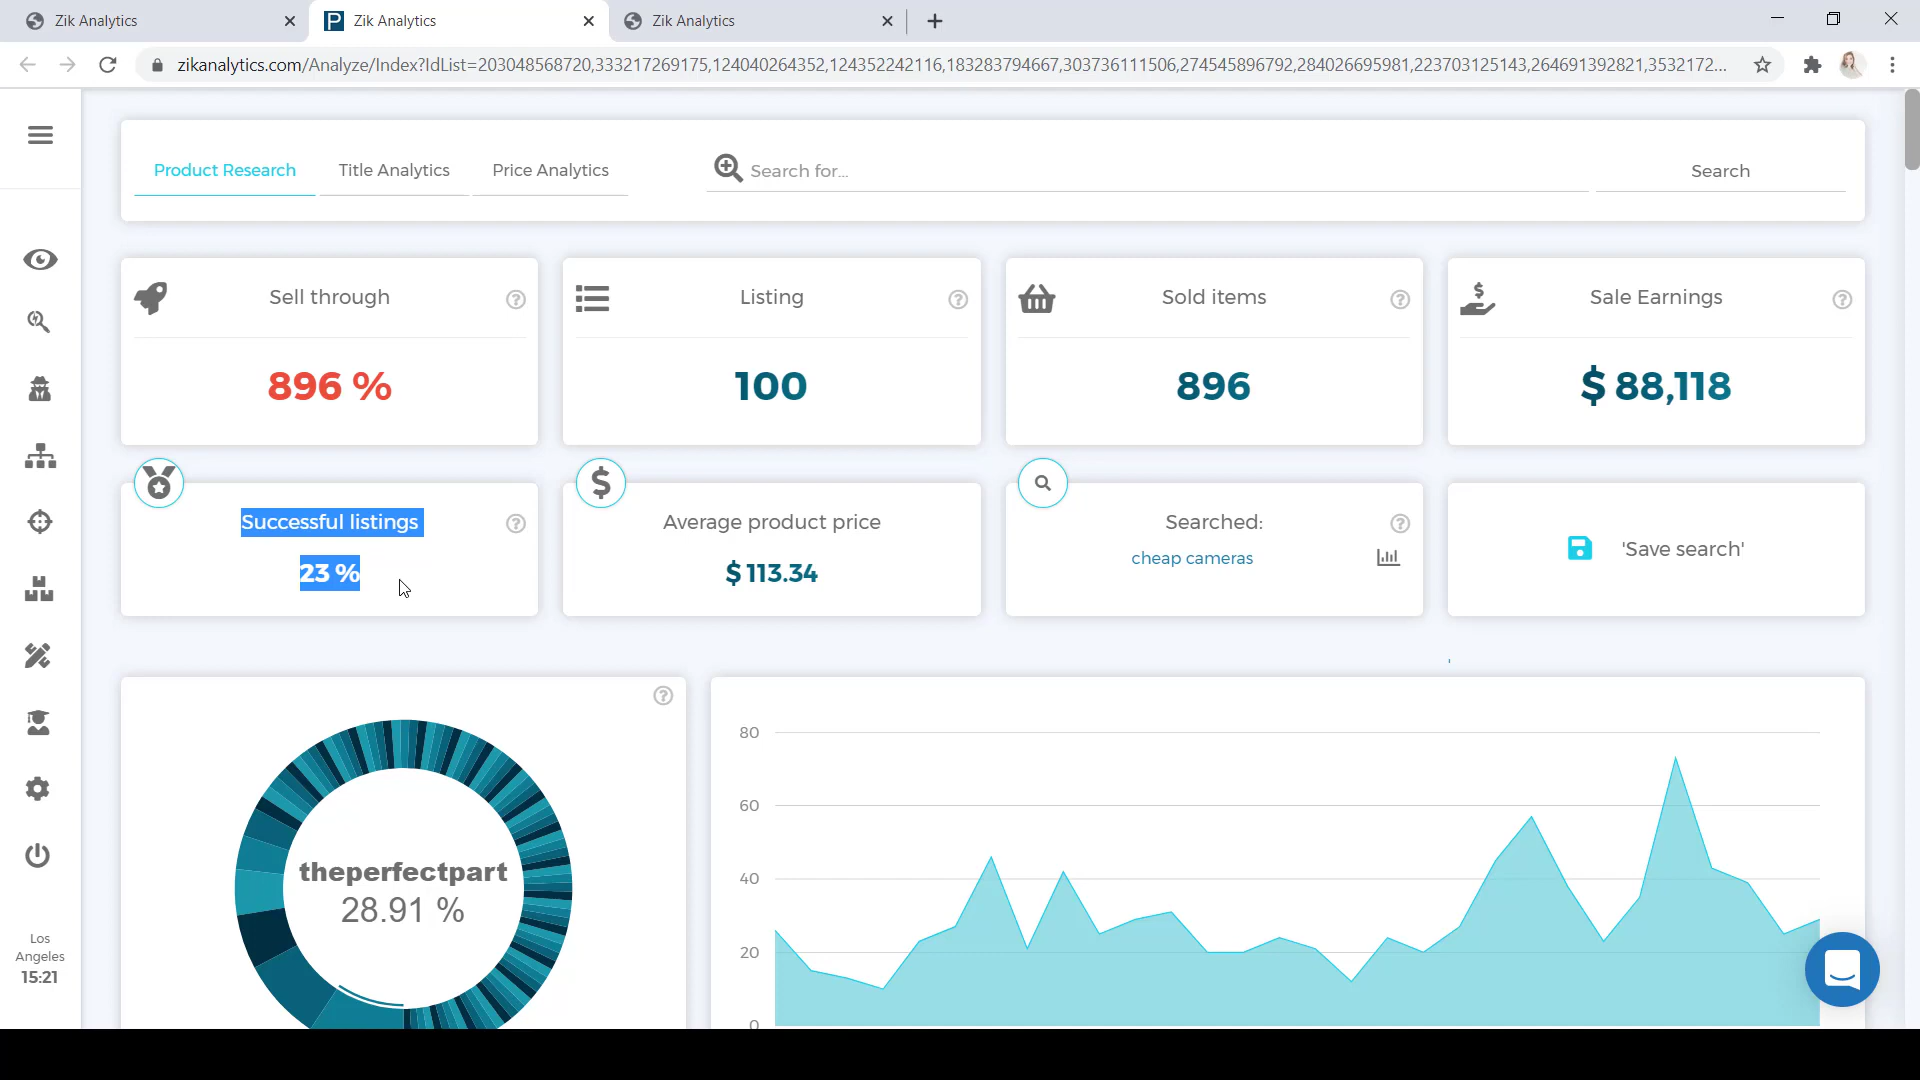 Zik Analytics
Zik Analytics
Zik Analytics
zikanalytics.com/Analyze/Index?IdList=203048568720,333217269175,124040264352,124352242116,183283794667,303736111506,274545896792,284026695981,223703125143,264691392821,3532172...
Product Research
Title Analytics
Price Analytics
Search for...
Search
Sell through
Listing
Sold items
Sale Earnings
896 %
100
896
$ 88,118
Successful listings
23 %
Average product price
$ 113.34
Searched:
cheap cameras
'Save search'
theperfectpart
28.91 %
80
60
40
20
0
Los
Angeles
15:21